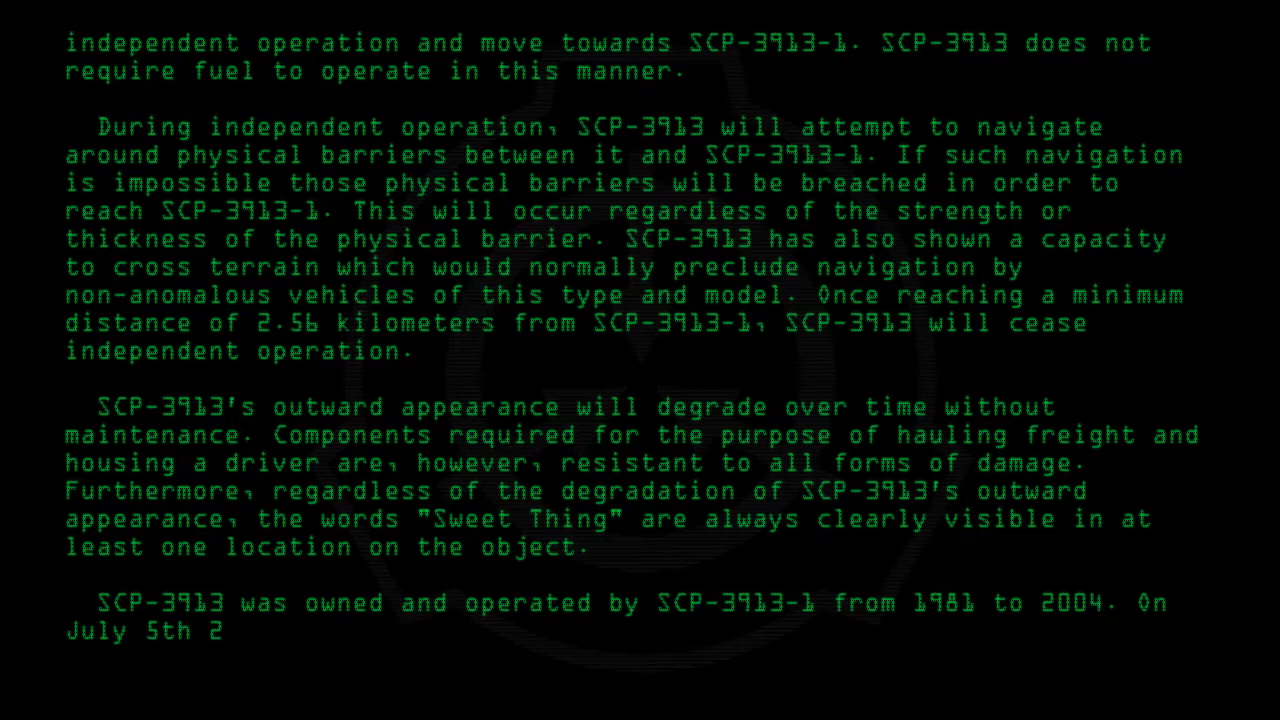 independent operation and move towards SCP-3913-1. SCP-3913 does not
require fuel to operate in this manner.
During independent operation, SCP-3913 will attempt to navigate
around physical barriers between it and SCP-3913-1. If such navigation
is impossible those physical barriers will be breached in order to
reach SCP-3913-1. This will occur regardless of the strength or
thickness of the physical barrier. SCP-3913 has also shown a capacity
to cross terrain which would normally preclude navigation by
non-anomalous vehicles of this type and model. Once reaching a minimum
distance of 2.56 kilometers from SCP-3913-1, SCP-3913 will cease
independent operation.
SCP-3913's outward appearance will degrade over time without
maintenance. Components required for the purpose of hauling freight and
housing a driver are, however, resistant to all forms of damage.
Furthermore, regardless of the degradation of SCP-3913's outward
appearance, the words "Sweet Thing" are always clearly visible in at
least one location on the object.
SCP-3913 was owned and operated by SCP-3913-1 from 1981 to 2004. On
July 5th 2